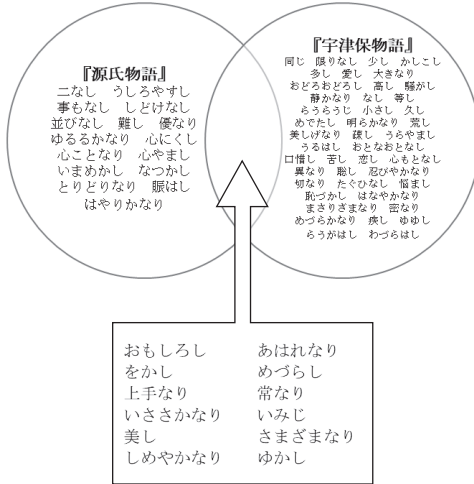 『源氏物語』
二なし うしろやすし
事もなし しどけなし
並びなし 難し 優なり
ゆるるかなり 心にくし
心ことなり 心やまし
いまめかし なつかし
とりどりなり 賑はし
はやりかなり
『宇津保物語』
同じ 限りなし 少し かしこし
多し 愛し 大きなり
おどろおどろし 高し 騒がし
静かなり なし 等し
らうらうじ 小さし 久し
めでたし 明らかなり 荒し
美しげなり 疎し うらやまし
うるはし おとなおとなし
口惜し 苦し 恋し 心もとなし
異なり 聡し 忍びやかなり
切なり たぐひなし 悩まし
恥づかし はなやかなり
まさりざまなり 密なり
めづらかなり 疾し ゆゆし
らうがはし わづらはし
おもしろし あはれなり
をかし めづらし
上手なり 常なり
いささかなり いみじ
美し さまざまなり
しめやかなり ゆかし